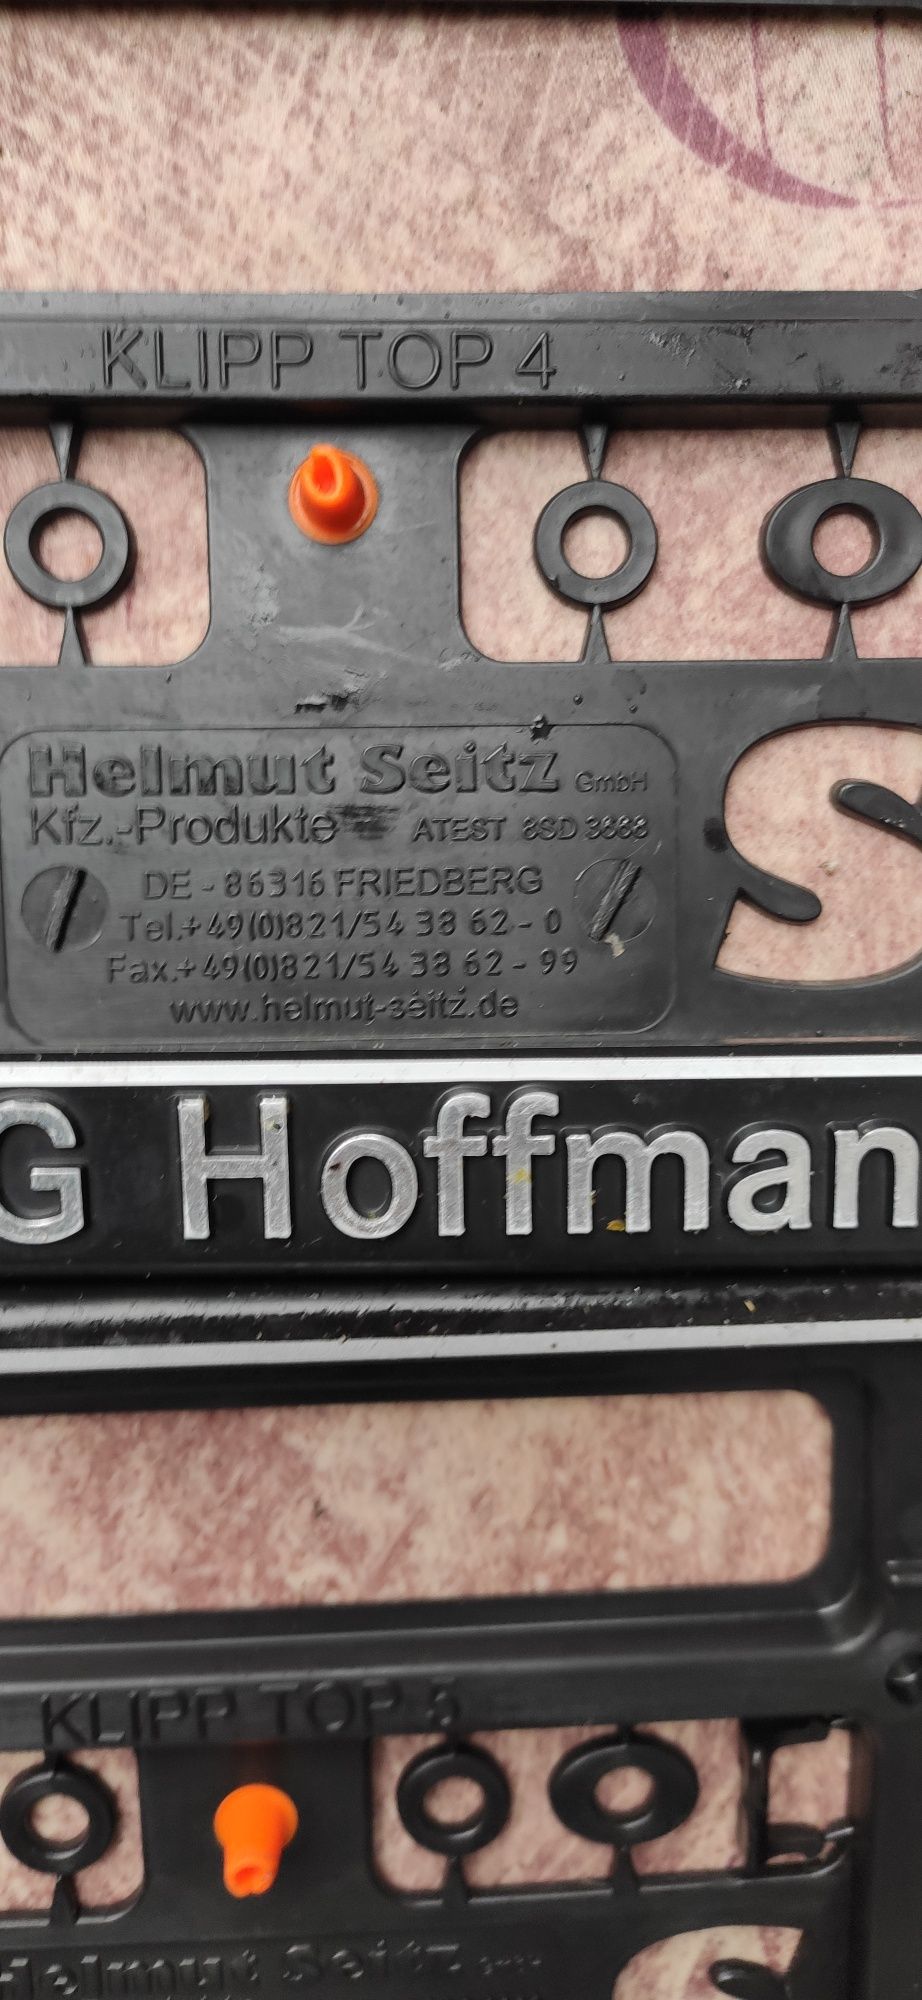 KLIPP TOP 4
Helmut Seitz GmbH
Kfz.-Produkte ATEST 8SD 3888
DE - 86316 FRIEDBERG
Tel.+49(0)821/54 38 62 - 0
Fax.+49(0)821/54 38 62 - 99
www.helmut-seitz.de
S
G Hoffman
KLIPP TOP 5
Helmut Seitz GmbH
S